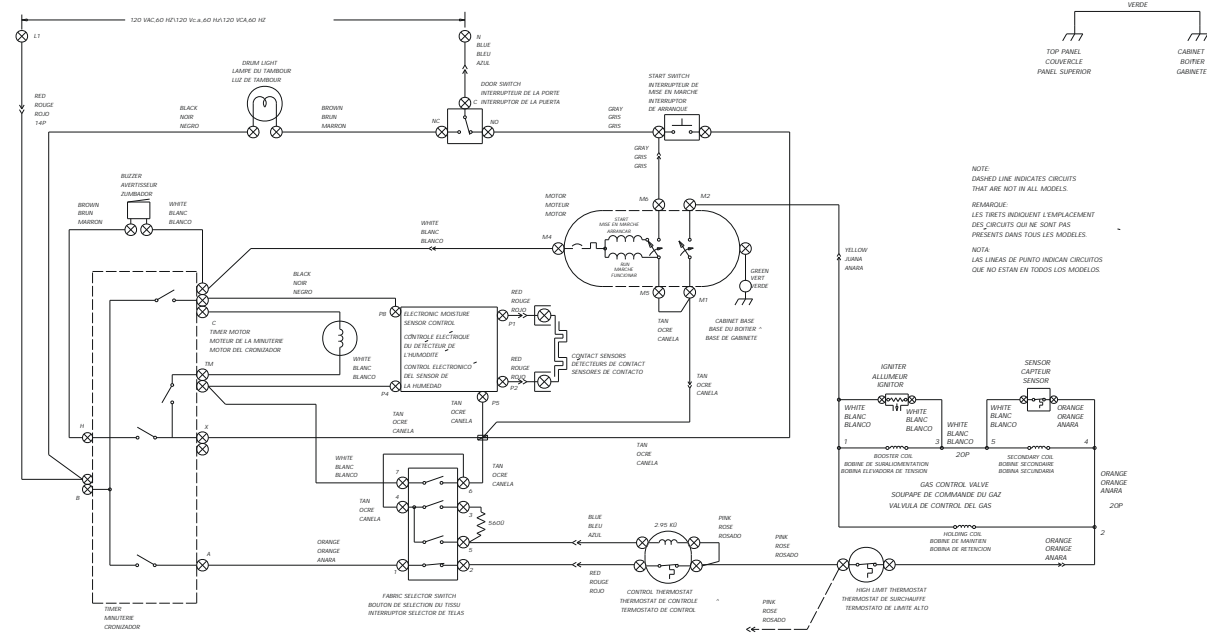 120 VAC,60 HZ\120 Vc.a.,60 Hz\120 VCA,60 HZ
L1
N
BLUE
BLEU
AZUL
VERDE
TOP PANEL
COUVERCLE
PANEL SUPERIOR
CABINET
BOITIER
GABINETE
DRUM LIGHT
LAMPE DU TAMBOUR
LUZ DE TAMBOUR
DOOR SWITCH
INTERRUPTEUR DE LA PORTE
C INTERRUPTOR DE LA PUERTA
START SWITCH
INTERRUPTEUR DE
MISE EN MARCHE
INTERRUPTOR
DE ARRANQUE
RED
ROUGE
ROJO
14P
BLACK
NOIR
NEGRO
BROWN
BRUN
MARRON
NC
NO
GRAY
GRIS
GRIS
GRAY
GRIS
GRIS
BUZZER
AVERTISSEUR
ZUMBADOR
BROWN
BRUN
MARRON
WHITE
BLANC
BLANCO
WHITE
BLANC
BLANCO
MOTOR
MOTEUR
MOTOR
M6
M2
M4
START
MISE EN MARCHE
ARRANCAR
RUN
MARCHE
FUNCIONAR
M5
M1
GREEN
VERT
VERDE
YELLOW
JUANA
ANARA
NOTE:
DASHED LINE INDICATES CIRCUITS
THAT ARE NOT IN ALL MODELS.
REMARQUE:
LES TIRETS INDIQUENT L'EMPLACEMENT
DES CIRCUITS QUI NE SONT PAS
PRESENTS DANS TOUS LES MODELES.
NOTA:
LAS LINEAS DE PUNTO INDICAN CIRCUITOS
QUE NO ESTAN EN TODOS LOS MODELOS.
BLACK
NOIR
NEGRO
C
TIMER MOTOR
MOTEUR DE LA MINUTERIE
MOTOR DEL CRONIZADOR
TM
WHITE
BLANC
BLANCO
P8
ELECTRONIC MOISTURE
SENSOR CONTROL
CONTROLE ELECTRIQUE
DU DETECTEUR DE
L'HUMODITE
CONTROL ELECTRONICO
DEL SENSOR DE
LA HUMEDAD
P4
P5
RED
ROUGE
ROJO
P1
RED
ROUGE
ROJO
P2
CONTACT SENSORS
DETECTEURS DE CONTACT
SENSORES DE CONTACTO
TAN
OCRE
CANELA
CABINET BASE
BASE DU BOITIER ^
BASE DE GABINETE
TAN
OCRE
CANELA
TAN
OCRE
CANELA
TAN
OCRE
CANELA
IGNITER
ALLUMEUR
IGNITOR
SENSOR
CAPTEUR
SENSOR
WHITE
BLANC
BLANCO
WHITE
BLANC
BLANCO
WHITE
BLANC
BLANCO
WHITE
BLANC
BLANCO
ORANGE
ORANGE
ANARA
1
3
5
4
BOOSTER COIL
BOBINE DE SURALIOMENTATION
BOBINA ELEVADORA DE TENSION
20P
SECONDARY COIL
BOBINE SECONDAIRE
BOBINA SECUNDARIA
GAS CONTROL VALVE
SOUPAPE DE COMMANDE DU GAZ
VALVULA DE CONTROL DEL GAS
ORANGE
ORANGE
ANARA
20P
2
HOLDING COIL
BOBINE DE MAINTIEN
BOBINA DE RETENCION
ORANGE
ORANGE
ANARA
H
X
B
A
WHITE
BLANC
BLANCO
TAN
OCRE
CANELA
7
4
1
6
3
5
2
TAN
OCRE
CANELA
TAN
OCRE
CANELA
560Ü
ORANGE
ORANGE
ANARA
FABRIC SELECTOR SWITCH
BOUTON DE SELECTION DU TISSU
INTERRUPTOR SELECTOR DE TELAS
BLUE
BLEU
AZUL
RED
ROUGE
ROJO
2.95 KÜ
CONTROL THERMOSTAT
THERMOSTAT DE CONTROLE ^
TERMOSTATO DE CONTROL
PINK
ROSE
ROSADO
PINK
ROSE
ROSADO
PINK
ROSE
ROSADO
HIGH LIMIT THERMOSTAT
THERMOSTAT DE SURCHAUFFE
TERMOSTATO DE LIMITE ALTO
TIMER
MINUTERIE
CRONIZADOR